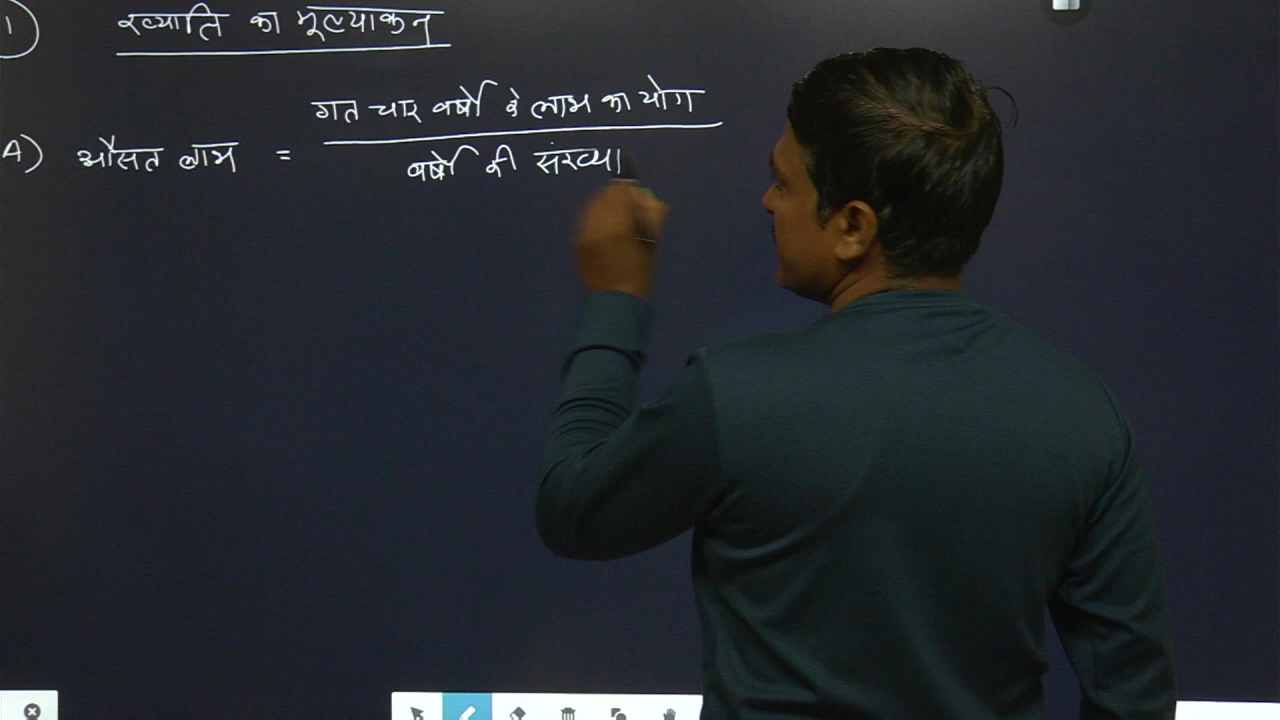 1 ख्याति का मूल्याकन
गत चार वर्षो के लाभ का योग
A) औसत लाभ =
वर्षो की संख्या